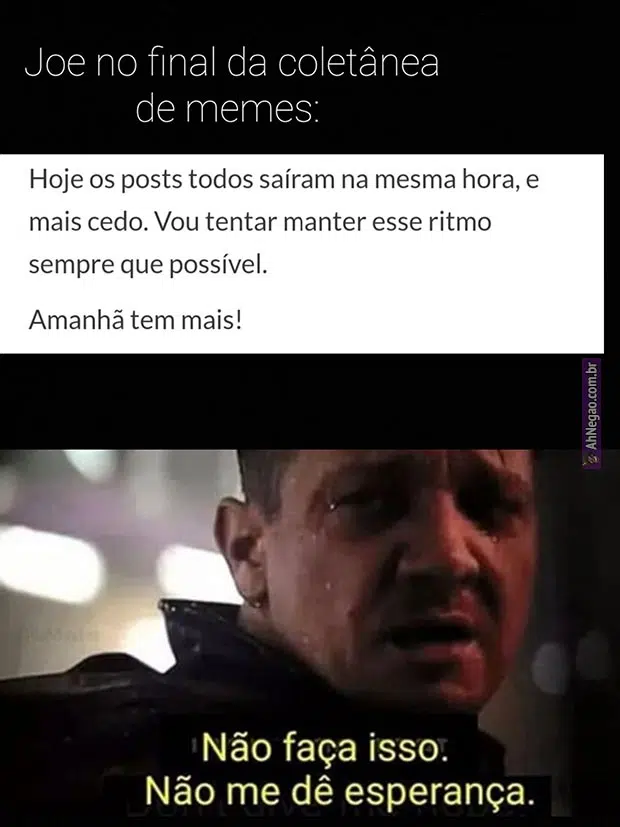 Joe no final da coletânea
de memes:
Hoje os posts todos saíram na mesma hora, e
mais cedo. Vou tentar manter esse ritmo
sempre que possível.
Amanhã tem mais!
AhNegao.com.br
Não faça isso.
Não me dê esperança.